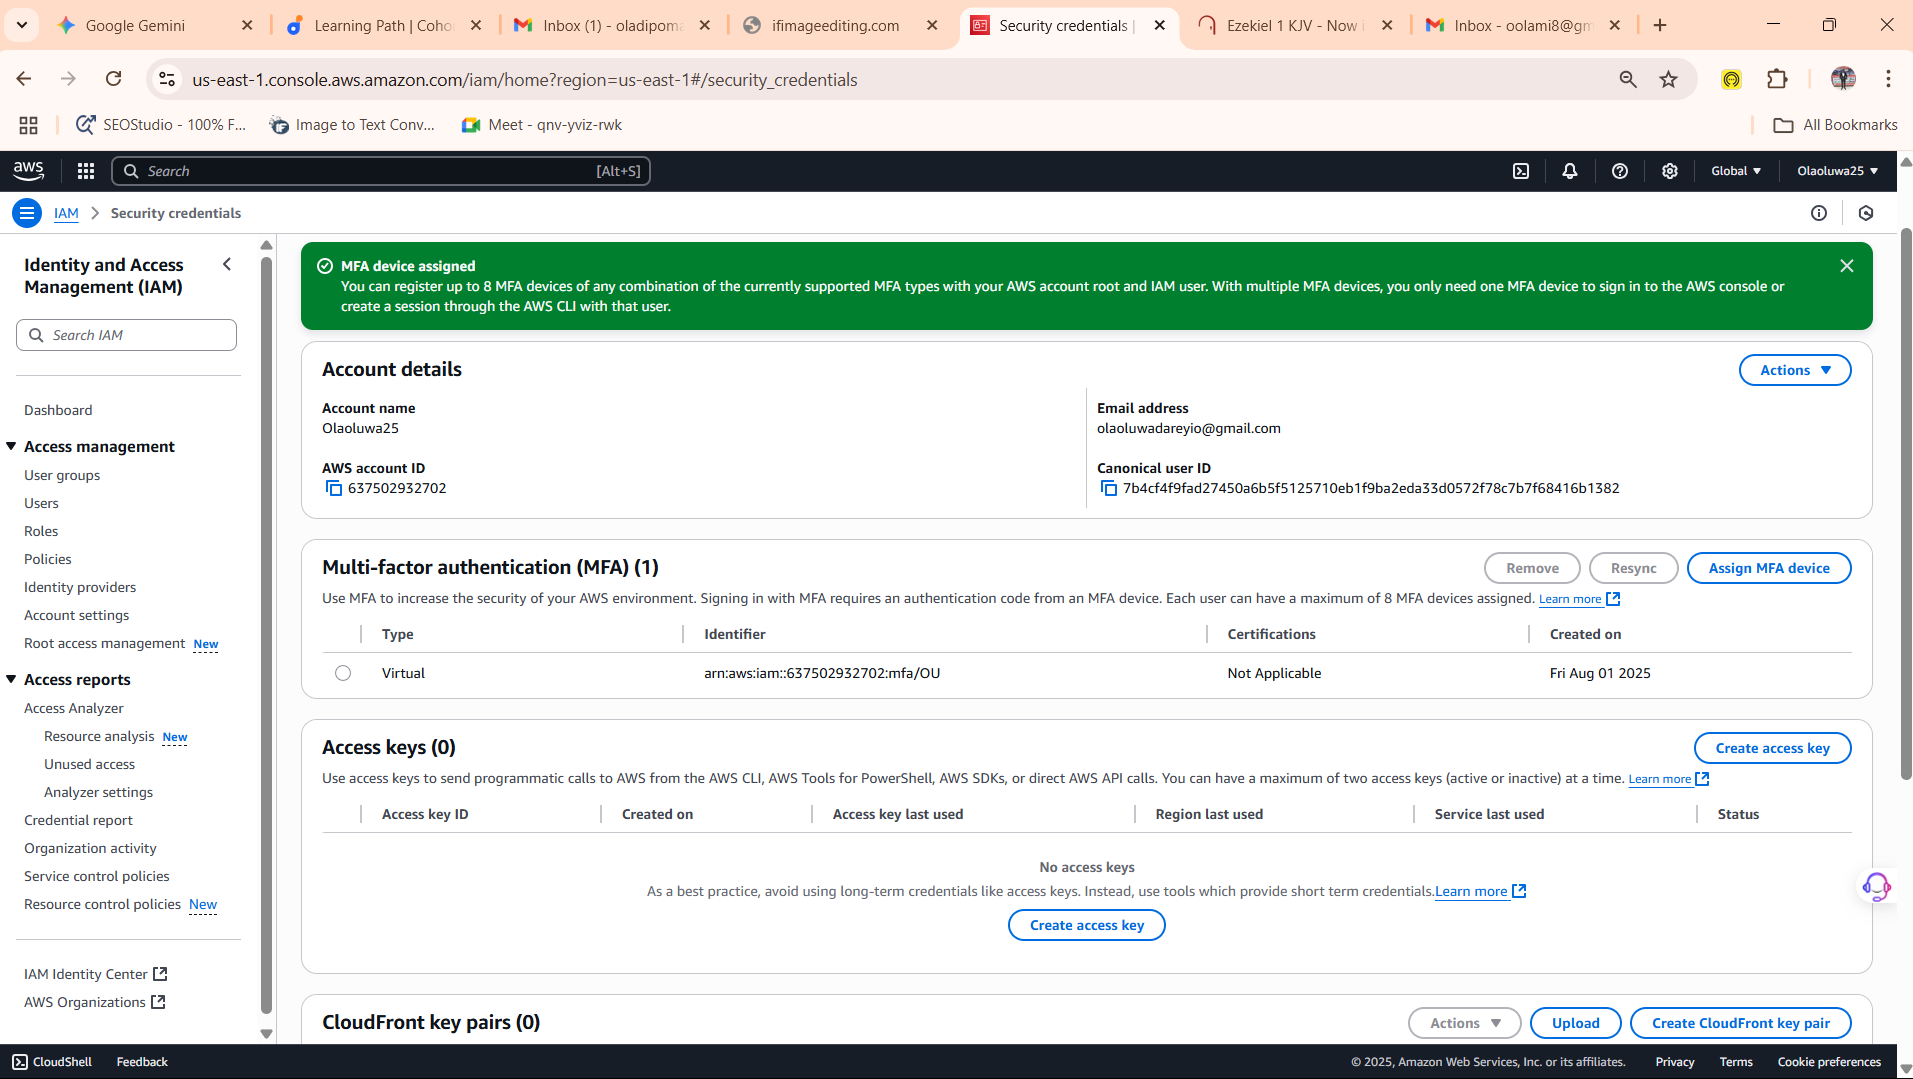 Google Gemini
Learning Path | Coho
Inbox (1) - oladipoma
ifimageediting.com
Security credentials |
Ezekiel 1 KJV - Now i
Inbox - oolami8@gm
us-east-1.console.aws.amazon.com/iam/home?region=us-east-1#/security_credentials
SEOStudio - 100% F...
Image to Text Conv...
Meet - qnv-yviz-rwk
All Bookmarks
aws
Search
[Alt+S]
Global
Olaoluwa25
IAM
Security credentials
Identity and Access
Management (IAM)
Search IAM
Dashboard
Access management
User groups
Users
Roles
Policies
Identity providers
Account settings
Root access management New
Access reports
Access Analyzer
Resource analysis New
Unused access
Analyzer settings
Credential report
Organization activity
Service control policies
Resource control policies New
IAM Identity Center
AWS Organizations
MFA device assigned
You can register up to 8 MFA devices of any combination of the currently supported MFA types with your AWS account root and IAM user. With multiple MFA devices, you only need one MFA device to sign in to the AWS console or
create a session through the AWS CLI with that user.
Account details
Actions
Account name
Olaoluwa25
Email address
olaoluwadareyio@gmail.com
AWS account ID
637502932702
Canonical user ID
7b4cf4f9fad27450a6b5f5125710eb1f9ba2eda33d0572f78c7b7f68416b1382
Multi-factor authentication (MFA) (1)
Remove
Resync
Assign MFA device
Use MFA to increase the security of your AWS environment. Signing in with MFA requires an authentication code from an MFA device. Each user can have a maximum of 8 MFA devices assigned. Learn more
Type Identifier Certifications Created on
Virtual arn:aws:iam::637502932702:mfa/OU Not Applicable Fri Aug 01 2025
Access keys (0)
Create access key
Use access keys to send programmatic calls to AWS from the AWS CLI, AWS Tools for PowerShell, AWS SDKs, or direct AWS API calls. You can have a maximum of two access keys (active or inactive) at a time. Learn more
Access key ID Created on Access key last used Region last used Service last used Status
No access keys
As a best practice, avoid using long-term credentials like access keys. Instead, use tools which provide short term credentials. Learn more
Create access key
CloudFront key pairs (0)
Actions
Upload
Create CloudFront key pair
CloudShell
Feedback
© 2025, Amazon Web Services, Inc. or its affiliates.
Privacy
Terms
Cookie preferences